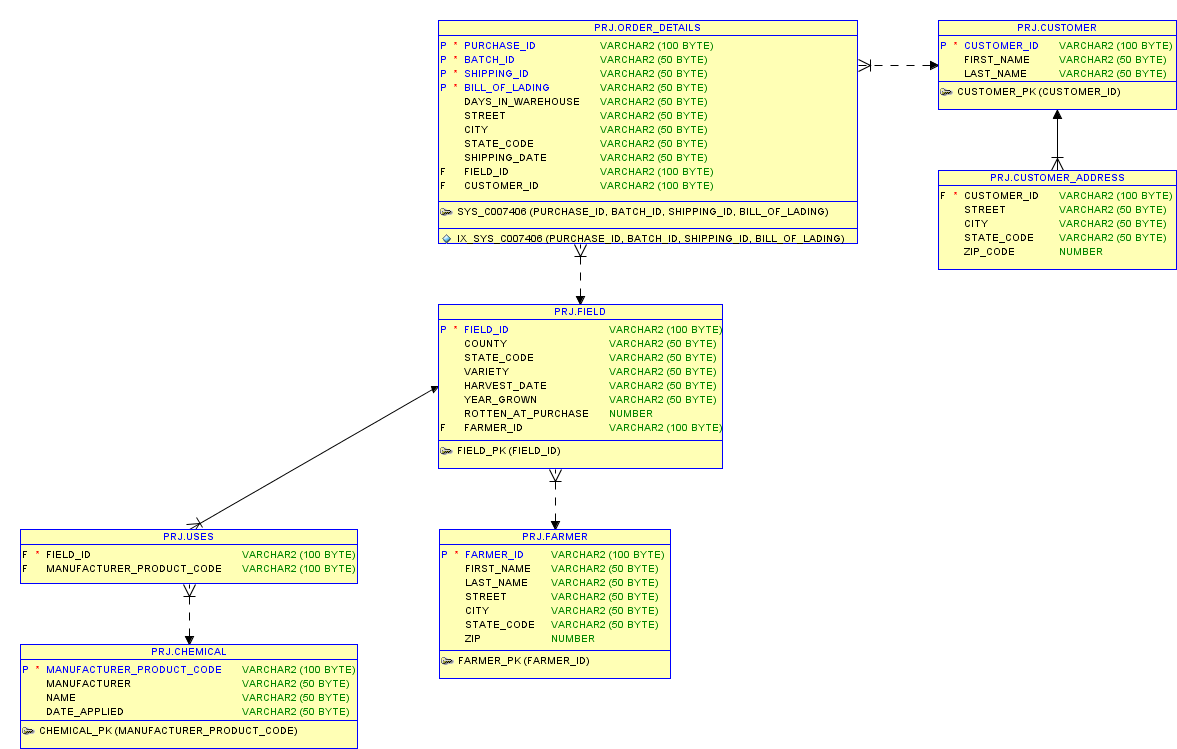 PRJ.ORDER_DETAILS
P * PURCHASE_ID VARCHAR2 (100 BYTE)
P * BATCH_ID VARCHAR2 (50 BYTE)
P * SHIPPING_ID VARCHAR2 (50 BYTE)
P * BILL_OF_LADING VARCHAR2 (50 BYTE)
DAYS_IN_WAREHOUSE VARCHAR2 (50 BYTE)
STREET VARCHAR2 (50 BYTE)
CITY VARCHAR2 (50 BYTE)
STATE_CODE VARCHAR2 (50 BYTE)
SHIPPING_DATE VARCHAR2 (50 BYTE)
F FIELD_ID VARCHAR2 (100 BYTE)
F CUSTOMER_ID VARCHAR2 (100 BYTE)
SYS_C007406 (PURCHASE_ID, BATCH_ID, SHIPPING_ID, BILL_OF_LADING)
IX_SYS_C007406 (PURCHASE_ID, BATCH_ID, SHIPPING_ID, BILL_OF_LADING)
PRJ.CUSTOMER
P * CUSTOMER_ID VARCHAR2 (100 BYTE)
FIRST_NAME VARCHAR2 (50 BYTE)
LAST_NAME VARCHAR2 (50 BYTE)
CUSTOMER_PK (CUSTOMER_ID)
PRJ.CUSTOMER_ADDRESS
F * CUSTOMER_ID VARCHAR2 (100 BYTE)
STREET VARCHAR2 (50 BYTE)
CITY VARCHAR2 (50 BYTE)
STATE_CODE VARCHAR2 (50 BYTE)
ZIP_CODE NUMBER
PRJ.FIELD
P * FIELD_ID VARCHAR2 (100 BYTE)
COUNTY VARCHAR2 (50 BYTE)
STATE_CODE VARCHAR2 (50 BYTE)
VARIETY VARCHAR2 (50 BYTE)
HARVEST_DATE VARCHAR2 (50 BYTE)
YEAR_GROWN VARCHAR2 (50 BYTE)
ROTTEN_AT_PURCHASE NUMBER
F FARMER_ID VARCHAR2 (100 BYTE)
FIELD_PK (FIELD_ID)
PRJ.USES
F * FIELD_ID VARCHAR2 (100 BYTE)
F MANUFACTURER_PRODUCT_CODE VARCHAR2 (100 BYTE)
PRJ.FARMER
P * FARMER_ID VARCHAR2 (100 BYTE)
FIRST_NAME VARCHAR2 (50 BYTE)
LAST_NAME VARCHAR2 (50 BYTE)
STREET VARCHAR2 (50 BYTE)
CITY VARCHAR2 (50 BYTE)
STATE_CODE VARCHAR2 (50 BYTE)
ZIP NUMBER
FARMER_PK (FARMER_ID)
PRJ.CHEMICAL
P * MANUFACTURER_PRODUCT_CODE VARCHAR2 (100 BYTE)
MANUFACTURER VARCHAR2 (50 BYTE)
NAME VARCHAR2 (50 BYTE)
DATE_APPLIED VARCHAR2 (50 BYTE)
CHEMICAL_PK (MANUFACTURER_PRODUCT_CODE)